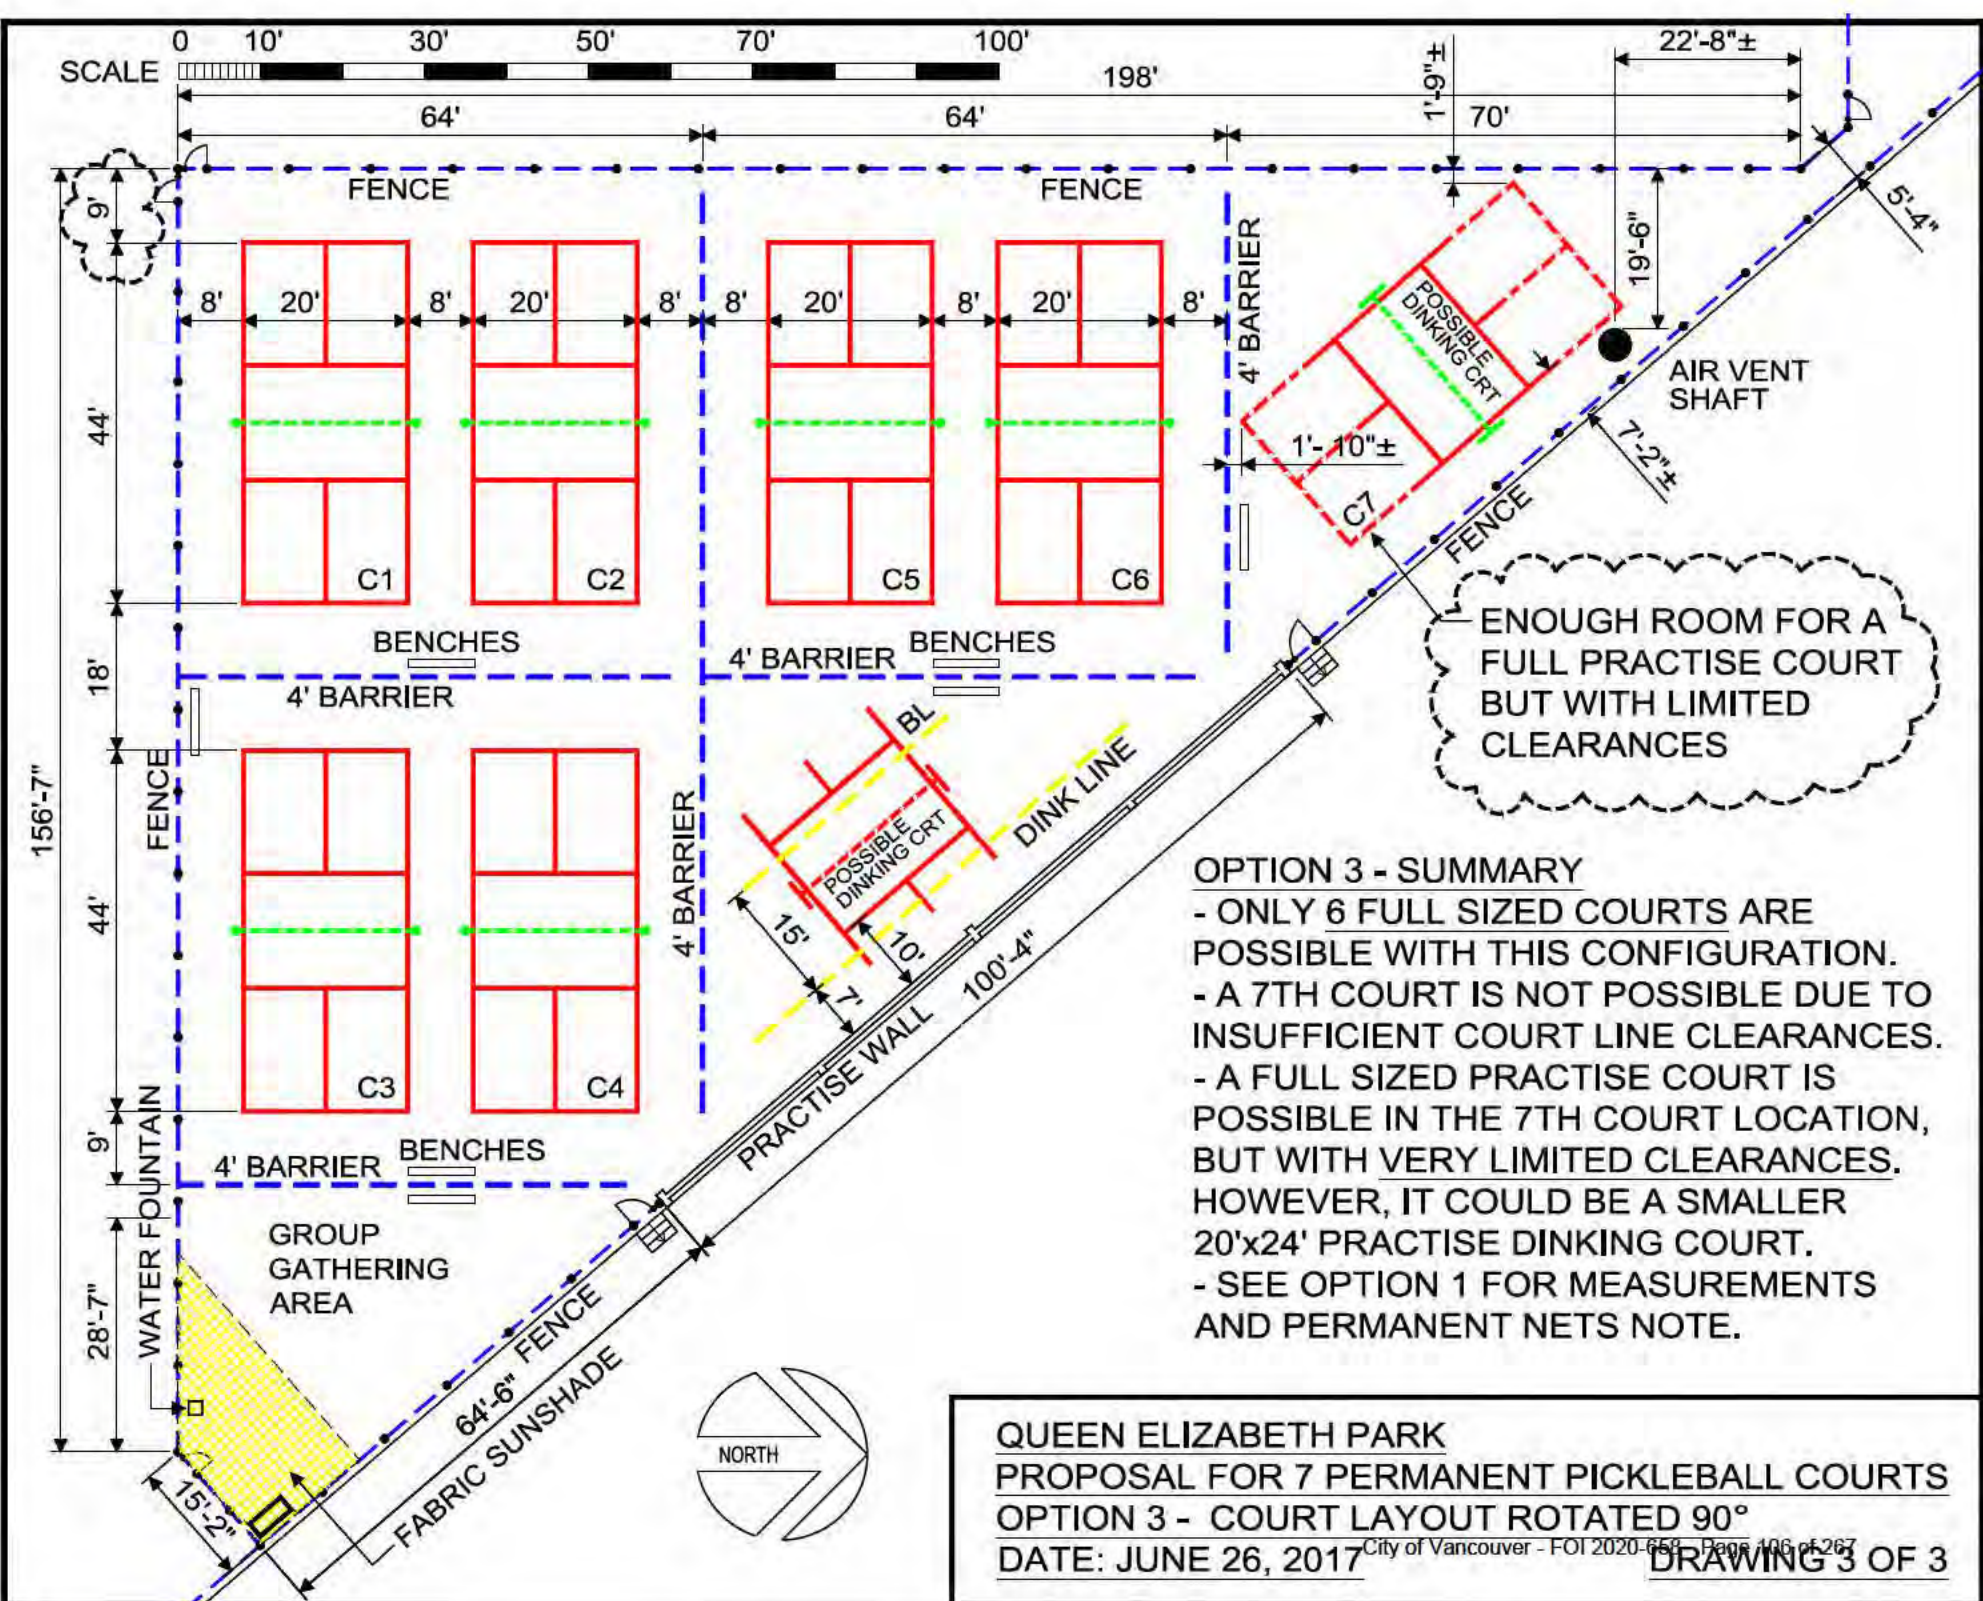 SCALE
0 10' 30' 50' 70' 100'
198'
22'-8"±
1'-9"±
64' 64' 70'
FENCE FENCE
9'
5'-4"
19'-6"
4' BARRIER
8' 20' 8' 20' 8' 8' 20' 8' 20' 8'
POSSIBLE
DINKING CRT
AIR VENT
SHAFT
44'
1'- 10"±
7'-2"±
C7
FENCE
C1 C2 C5 C6
ENOUGH ROOM FOR A
FULL PRACTISE COURT
BUT WITH LIMITED
CLEARANCES
BENCHES
4' BARRIER
BENCHES
18'
4' BARRIER
BL
DINK LINE
FENCE
156'-7"
4' BARRIER
POSSIBLE
DINKING CRT
44'
15'
10'
7'
100'-4"
PRACTISE WALL
OPTION 3 - SUMMARY
- ONLY 6 FULL SIZED COURTS ARE
POSSIBLE WITH THIS CONFIGURATION.
- A 7TH COURT IS NOT POSSIBLE DUE TO
INSUFFICIENT COURT LINE CLEARANCES.
- A FULL SIZED PRACTISE COURT IS
POSSIBLE IN THE 7TH COURT LOCATION,
BUT WITH VERY LIMITED CLEARANCES.
HOWEVER, IT COULD BE A SMALLER
20'x24' PRACTISE DINKING COURT.
- SEE OPTION 1 FOR MEASUREMENTS
AND PERMANENT NETS NOTE.
C3 C4
9'
4' BARRIER
BENCHES
WATER FOUNTAIN
GROUP
GATHERING
AREA
28'-7"
FENCE
64'-6"
FABRIC SUNSHADE
15'-2"
NORTH
QUEEN ELIZABETH PARK
PROPOSAL FOR 7 PERMANENT PICKLEBALL COURTS
OPTION 3 - COURT LAYOUT ROTATED 90°
DATE: JUNE 26, 2017
City of Vancouver - FOI 2020-658 - Page 106 of 267
DRAWING 3 OF 3